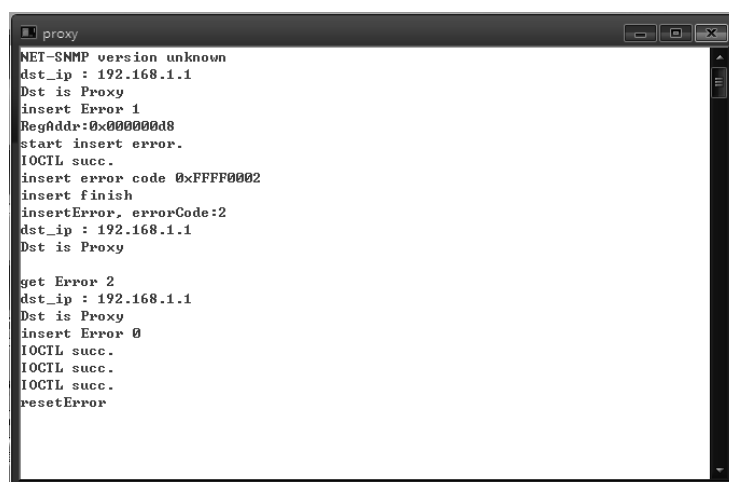 proxy
NET-SNMP version unknown
dst_ip : 192.168.1.1
Dst is Proxy
insert Error 1
RegAddr:0x000000d8
start insert error.
IOCTL succ.
insert error code 0xFFFF0002
insert finish
insertError, errorCode:2
dst_ip : 192.168.1.1
Dst is Proxy
get Error 2
dst_ip : 192.168.1.1
Dst is Proxy
insert Error 0
IOCTL succ.
IOCTL succ.
IOCTL succ.
resetError